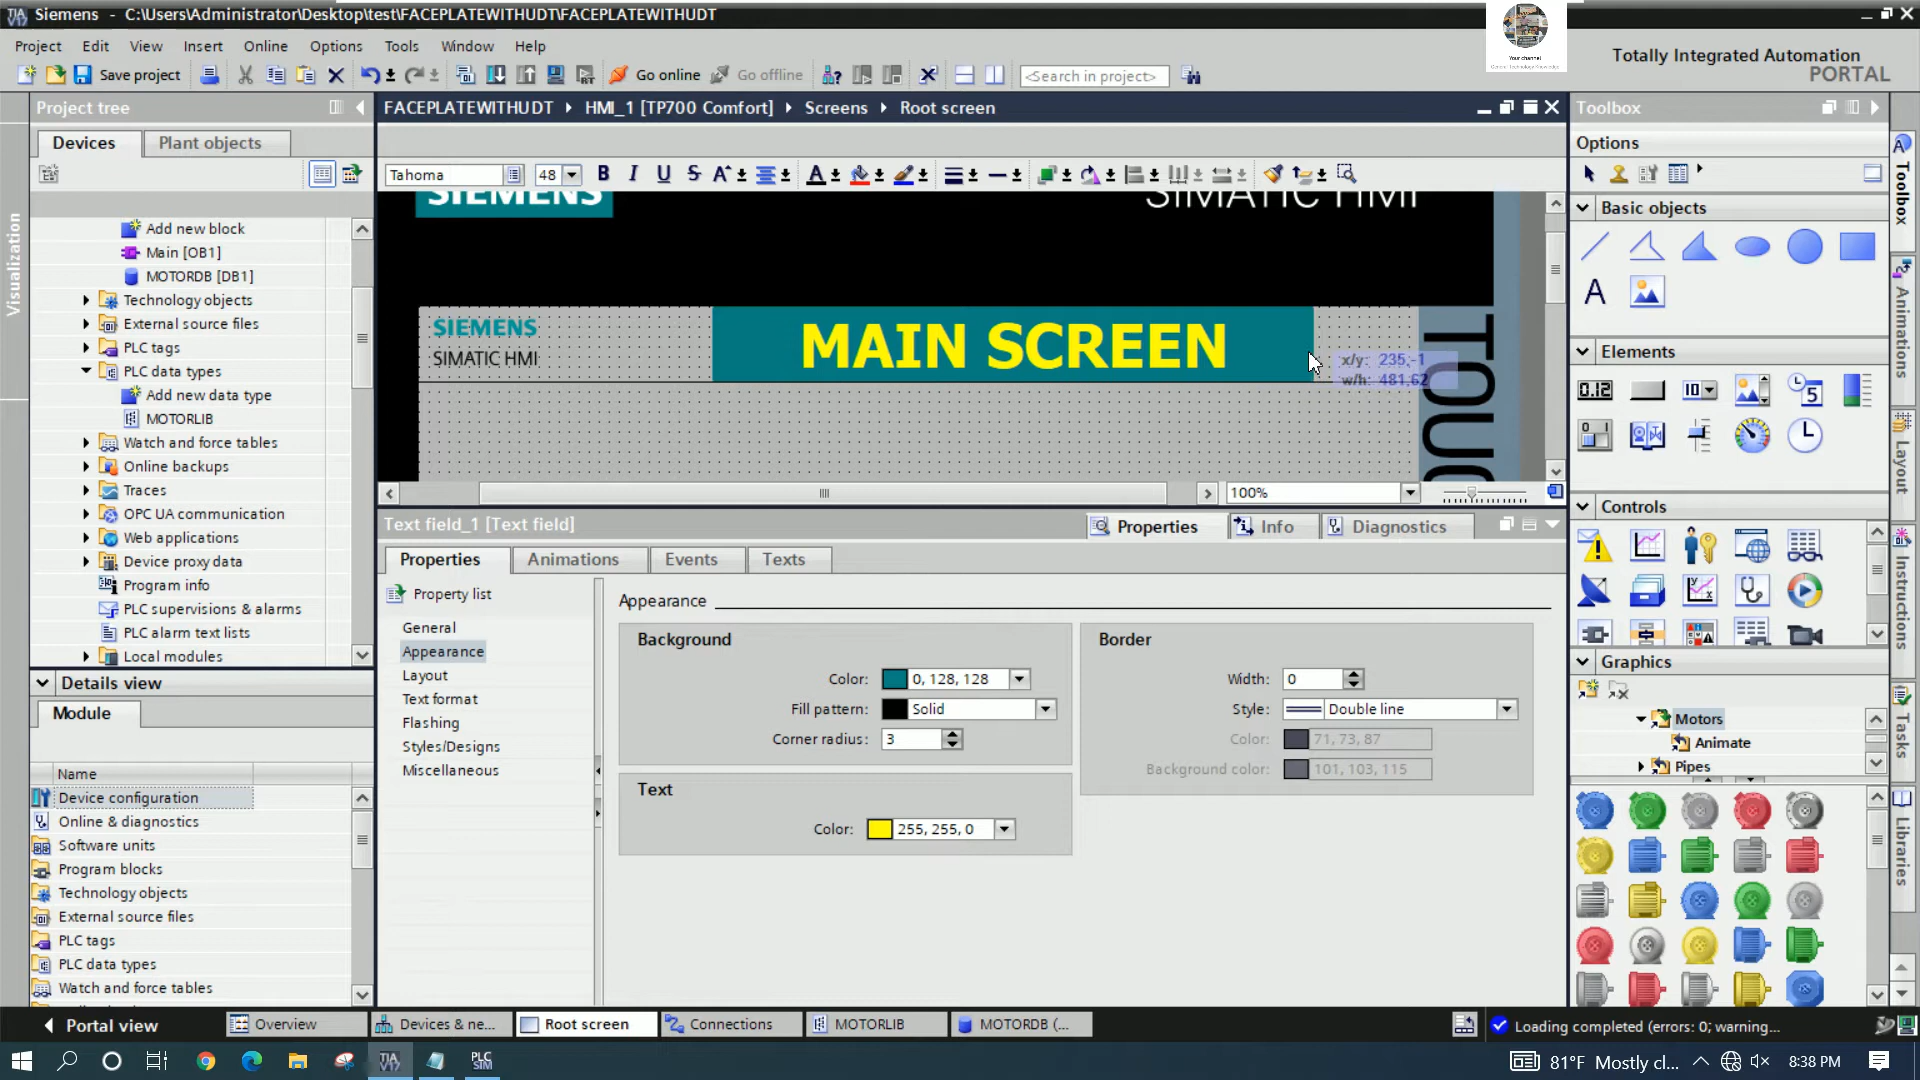 Siemens - C:\Users\Administrator\Desktop\test\FACEPLATEWITHUDT\FACEPLATEWITHUDT
Project Edit View Insert Online Options Tools Window Help
Your channel
Totally Integrated Automation
PORTAL
Save project
Go online
Go offline
<Search in project>
Project tree
Devices
Plant objects
Visualization
Add new block
Main [OB1]
MOTORDB [DB1]
Technology objects
External source files
PLC tags
PLC data types
Add new data type
MOTORLIB
Watch and force tables
Online backups
Traces
OPC UA communication
Web applications
Device proxy data
Program info
PLC supervisions & alarms
PLC alarm text lists
Local modules
Details view
Module
Name
Device configuration
Online & diagnostics
Software units
Program blocks
Technology objects
External source files
PLC tags
PLC data types
Watch and force tables
FACEPLATEWITHUDT HMI_1 [TP700 Comfort] Screens Root screen
Tahoma 48
SIEMENS
SIMATIC HMI
SIEMENS
SIMATIC HMI
MAIN SCREEN
x/y: 235,-1
w/h: 481,62
TOUC
100%
Text field_1 [Text field]
Properties Info Diagnostics
Properties Animations Events Texts
Property list
General
Appearance
Layout
Text format
Flashing
Styles/Designs
Miscellaneous
Appearance
Background
Color: 0, 128, 128
Fill pattern: Solid
Corner radius: 3
Text
Color: 255, 255, 0
Border
Width: 0
Style: Double line
Color: 71, 73, 87
Background color: 101, 103, 115
Toolbox
Options
Basic objects
Elements
Controls
Graphics
Motors
Animate
Pipes
Toolbox
Animations
Layout
Instructions
Tasks
Libraries
Portal view
Overview
Devices & ne...
Root screen
Connections
MOTORLIB
MOTORDB (...
Loading completed (errors: 0; warning...
81°F Mostly cl...
8:38 PM